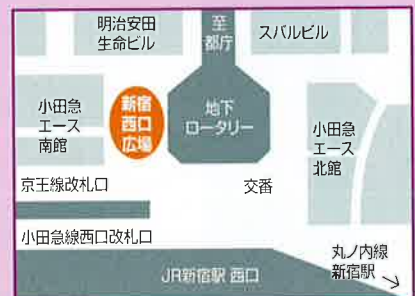 明治安田
生命ビル
至
都庁
スバルビル
小田急
エース
南館
新宿
西口
広場
地下
ロータリー
小田急
エース
北館
京王線改札口
交番
小田急線西口改札口
丸ノ内線
新宿駅
JR新宿駅 西口